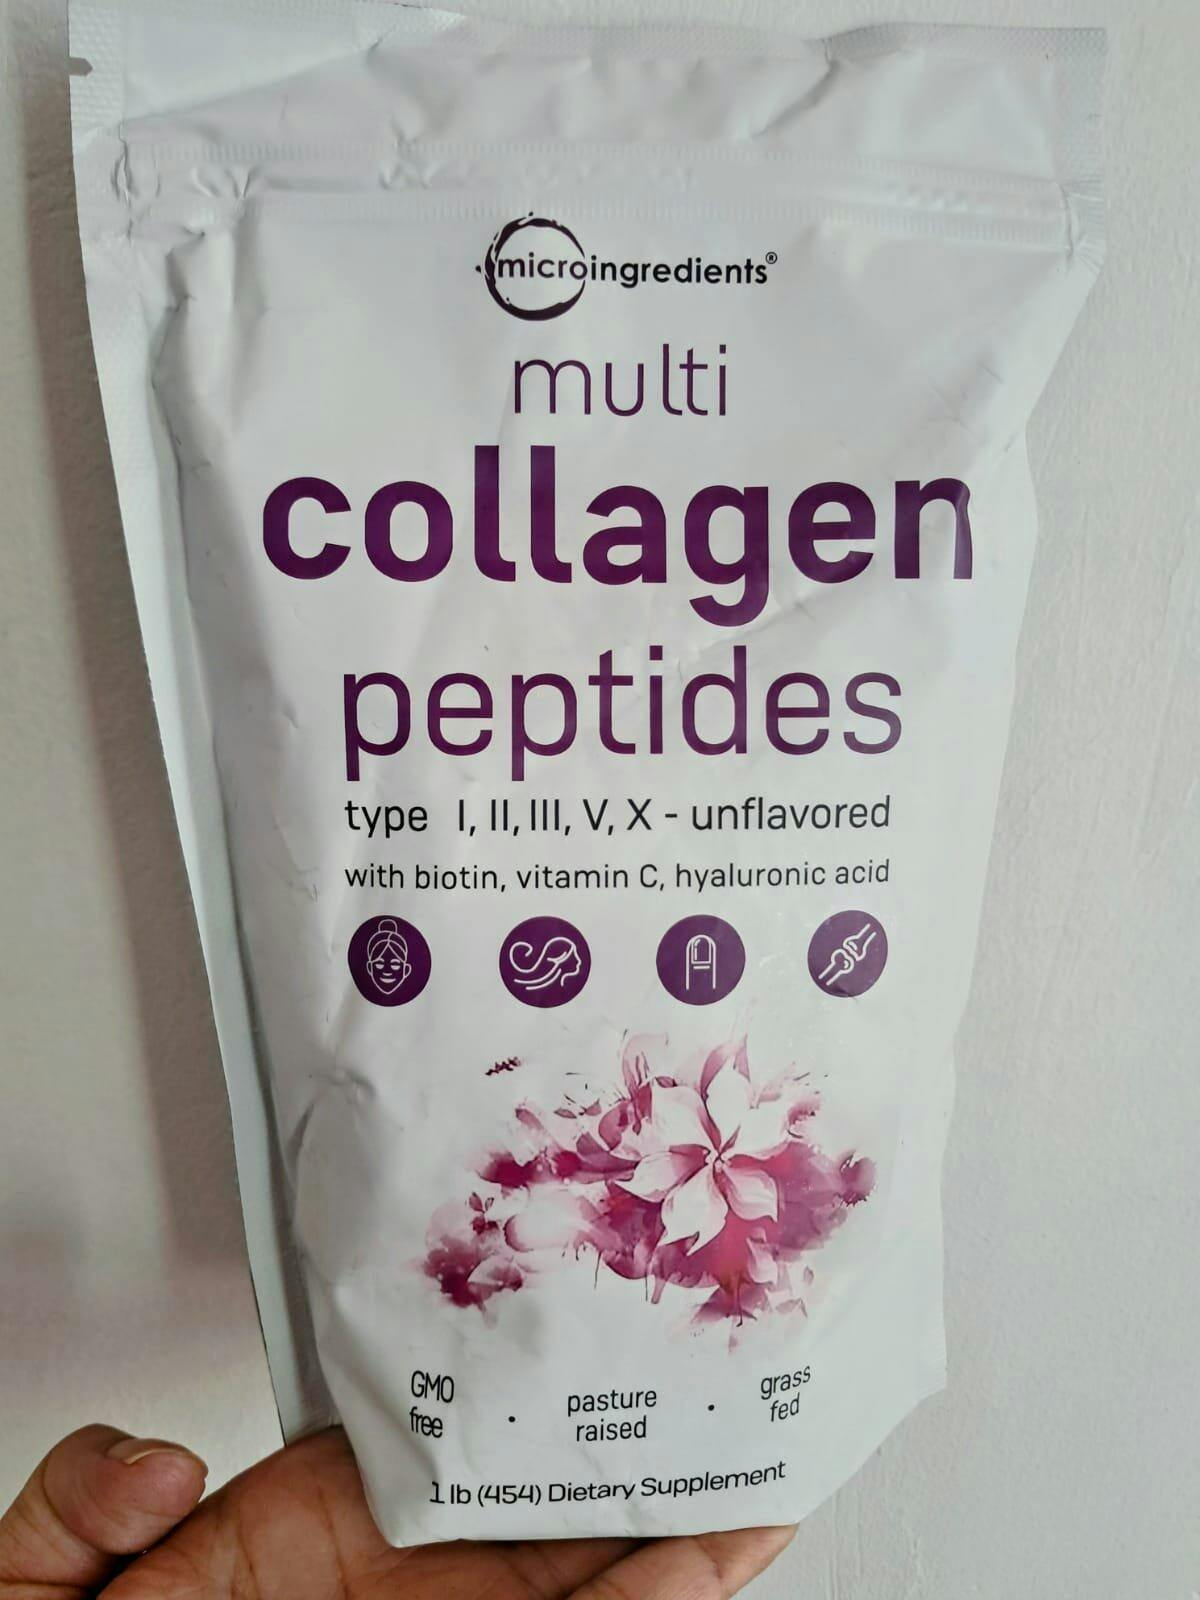 microingredients®
multi
collagen
peptides
type I, II, III, V, X - unflavored
with biotin, vitamin C, hyaluronic acid
GMO free · pasture raised · grass fed
1 lb (454) Dietary Supplement